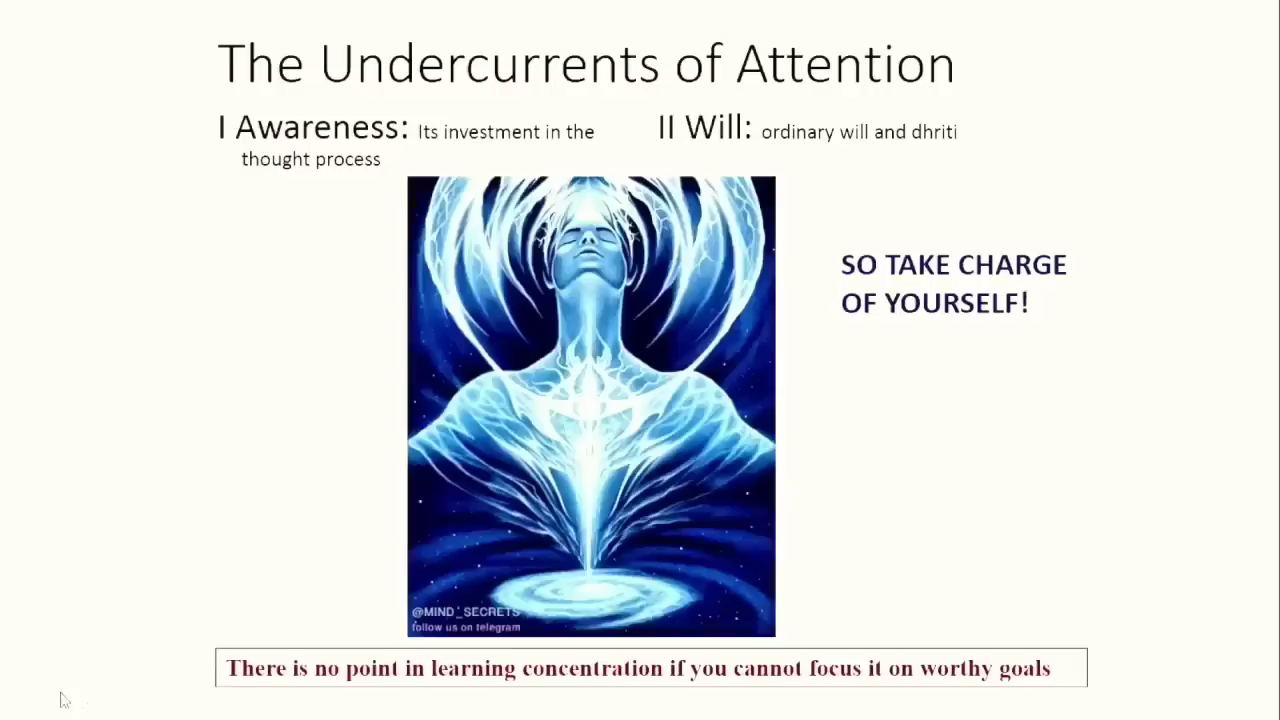 The Undercurrents of Attention
I Awareness: Its investment in the
thought process
II Will: ordinary will and dhriti
SO TAKE CHARGE
OF YOURSELF!
@MIND_SECRETS
follow us on telegram
There is no point in learning concentration if you cannot focus it on worthy goals